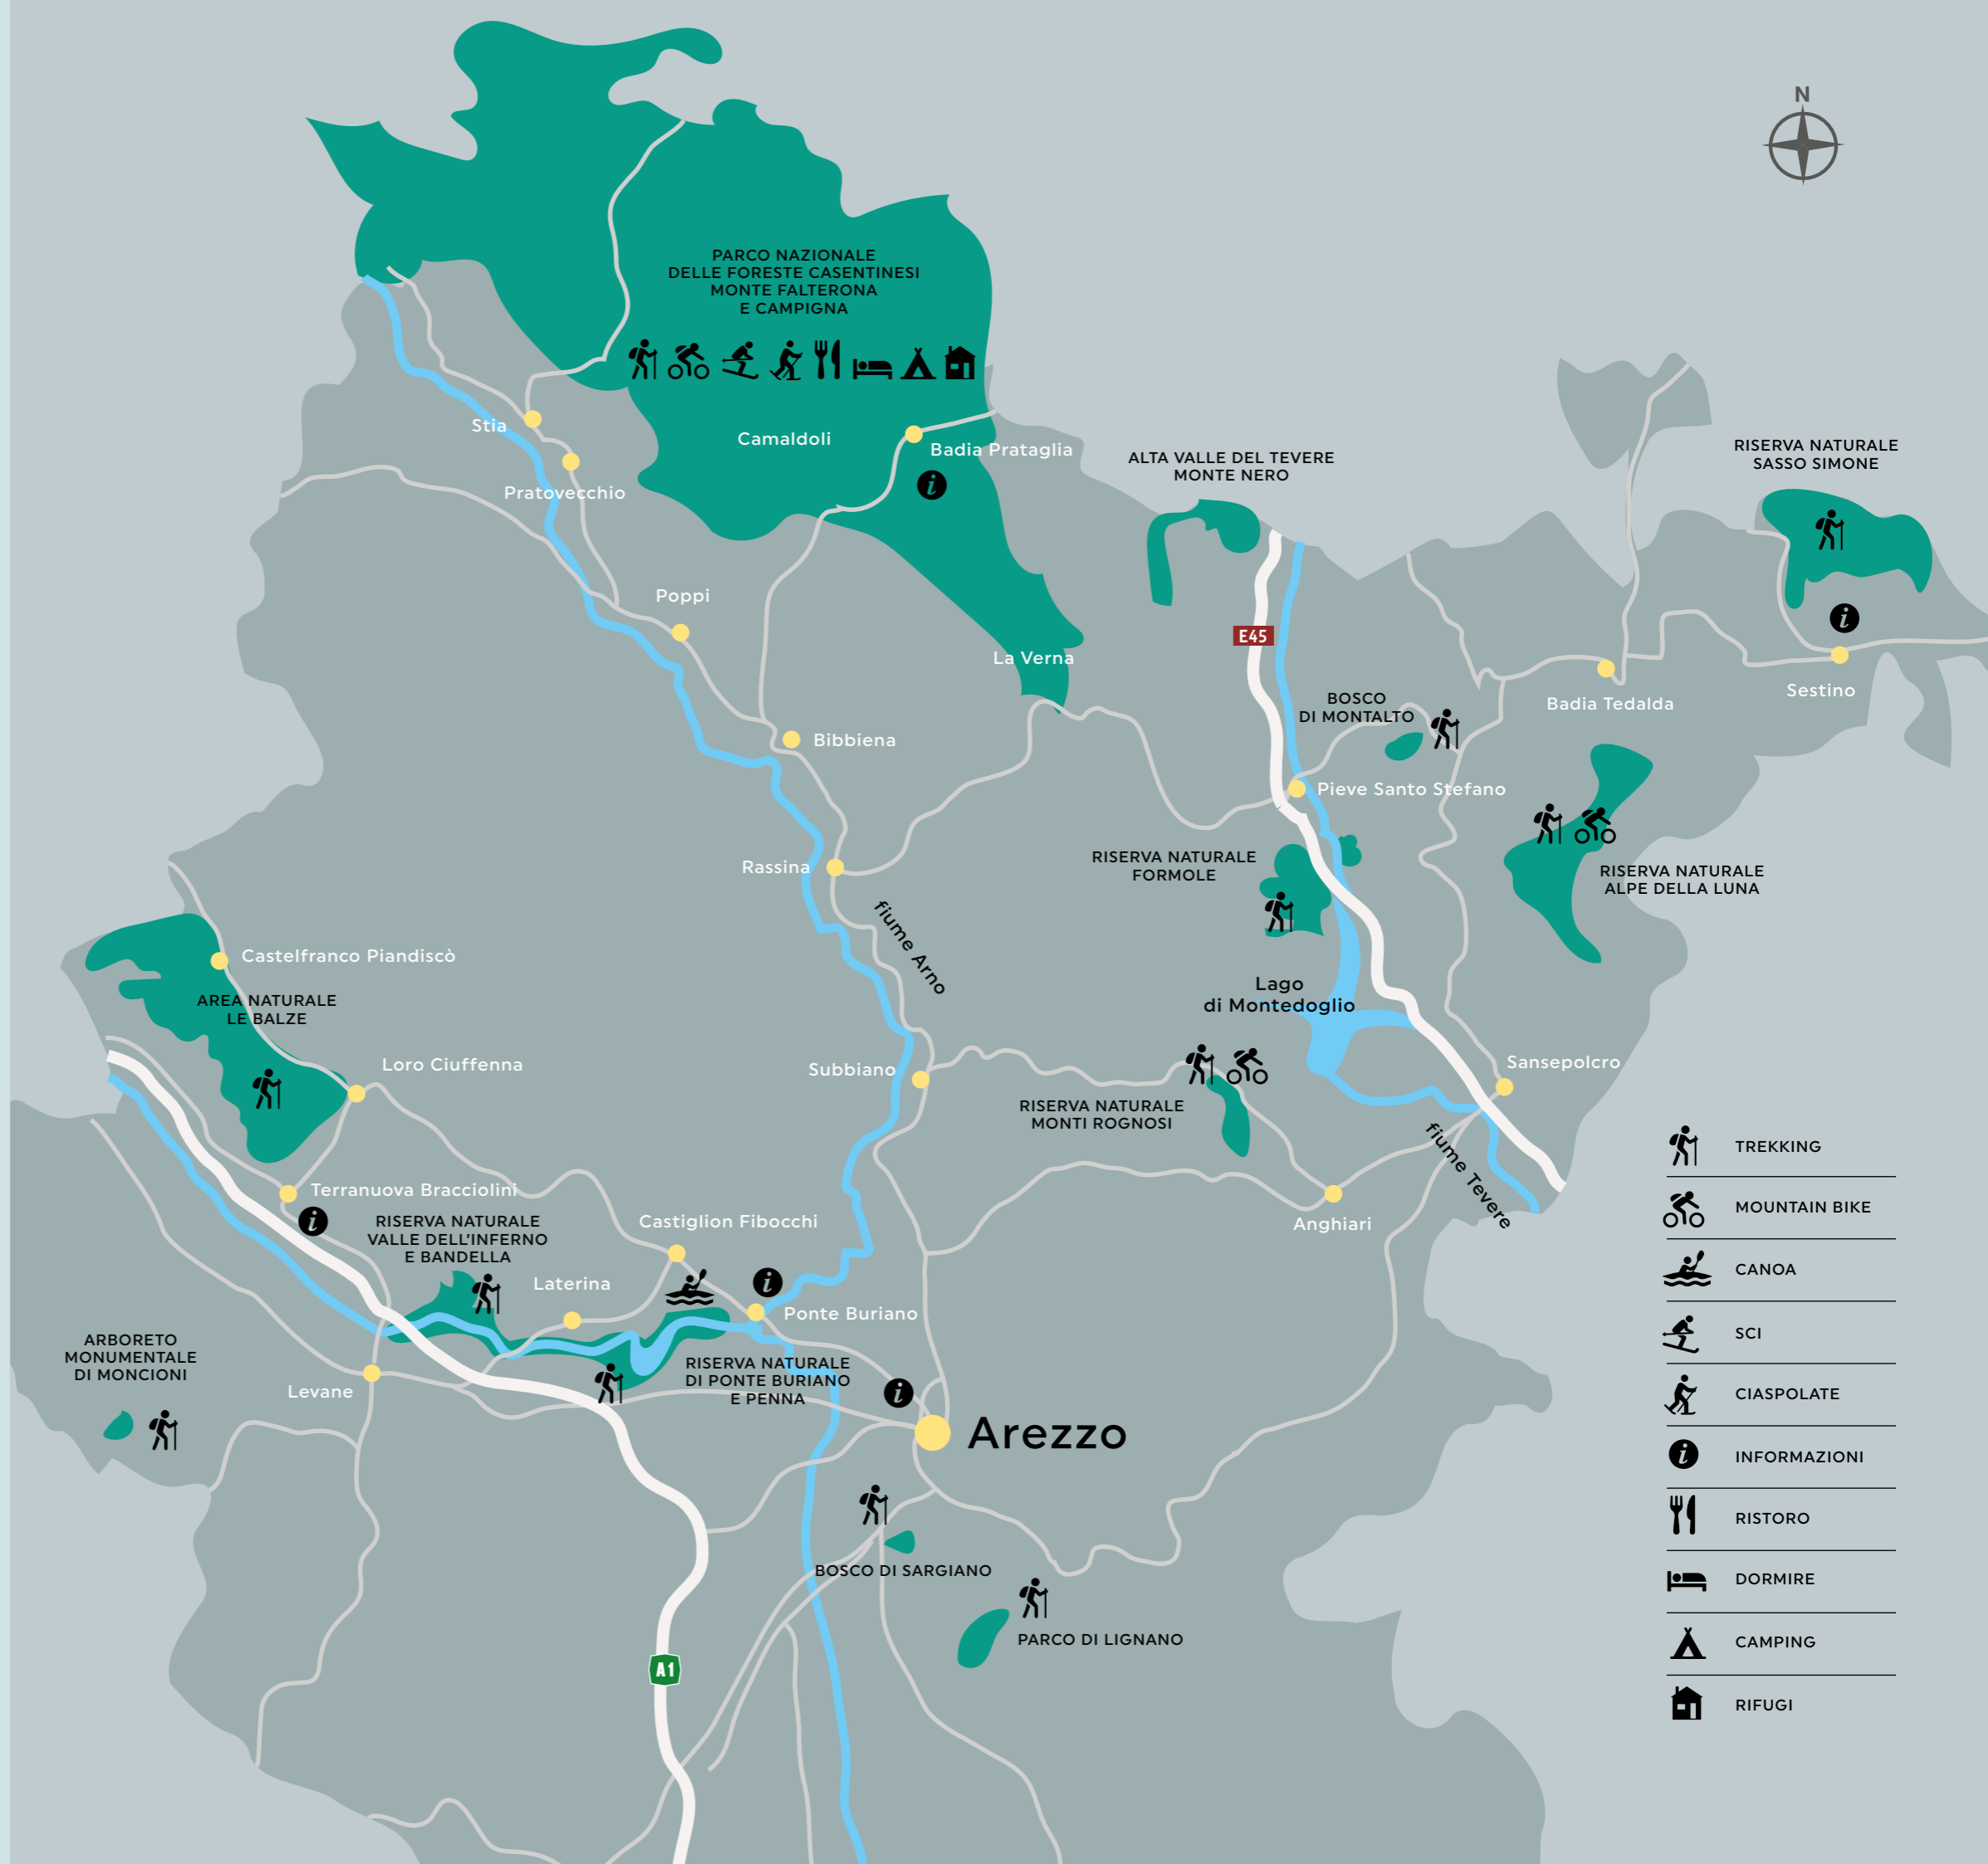 N
PARCO NAZIONALE
DELLE FORESTE CASENTINESI
MONTE FALTERONA
E CAMPIGNA
Stia
Camaldoli
Badia Prataglia
i
Pratovecchio
ALTA VALLE DEL TEVERE
MONTE NERO
RISERVA NATURALE
SASSO SIMONE
Poppi
E45
i
La Verna
Sestino
Badia Tedalda
BOSCO
DI MONTALTO
Bibbiena
Pieve Santo Stefano
Rassina
RISERVA NATURALE
FORMOLE
RISERVA NATURALE
ALPE DELLA LUNA
fiume Arno
Castelfranco Piandiscò
AREA NATURALE
LE BALZE
Lago
di Montedoglio
Loro Ciuffenna
Subbiano
Sansepolcro
RISERVA NATURALE
MONTI ROGNOSI
fiume Tevere
Terranuova Bracciolini
i
RISERVA NATURALE
VALLE DELL'INFERNO
E BANDELLA
Castiglion Fibocchi
Anghiari
Laterina
i
Ponte Buriano
ARBORETO
MONUMENTALE
DI MONCIONI
Levane
RISERVA NATURALE
DI PONTE BURIANO
E PENNA
i
Arezzo
BOSCO DI SARGIANO
PARCO DI LIGNANO
A1
TREKKING
MOUNTAIN BIKE
CANOA
SCI
CIASPOLATE
i
INFORMAZIONI
RISTORO
DORMIRE
CAMPING
RIFUGI